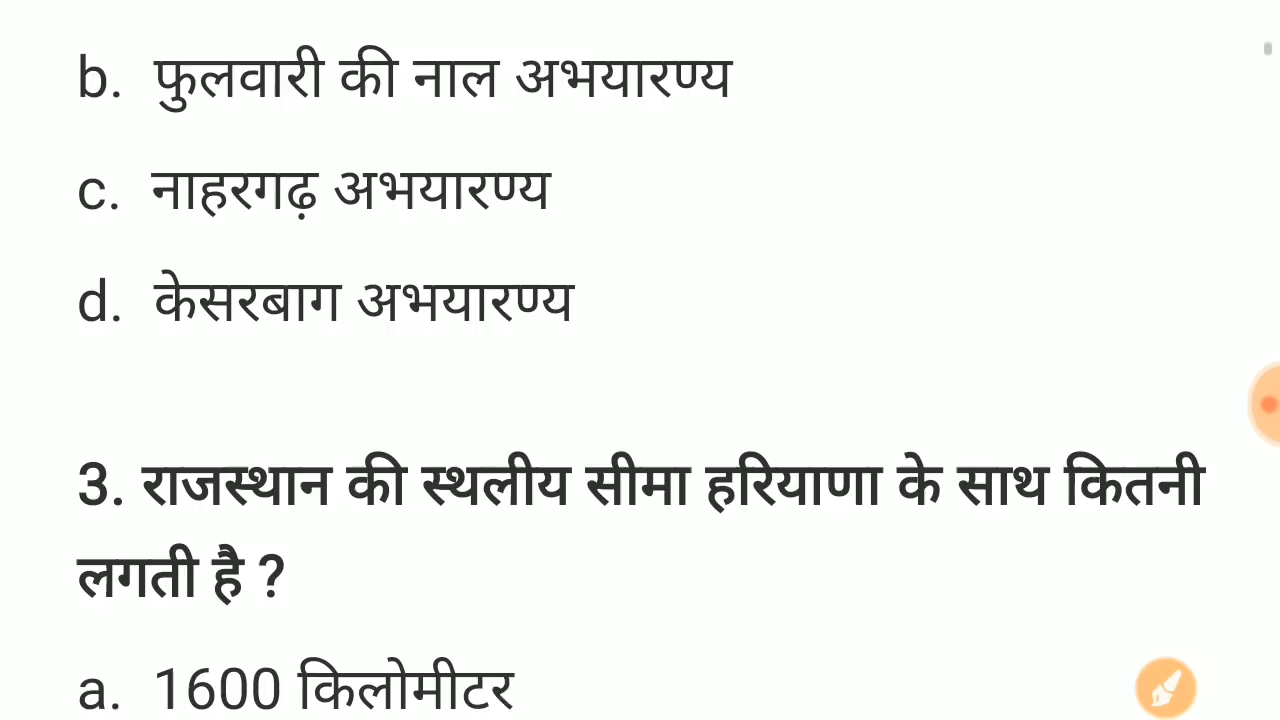 b. फुलवारी की नाल अभयारण्य
c. नाहरगढ़ अभयारण्य
d. केसरबाग अभयारण्य
3. राजस्थान की स्थलीय सीमा हरियाणा के साथ कितनी
लगती है ?
a. 1600 किलोमीटर